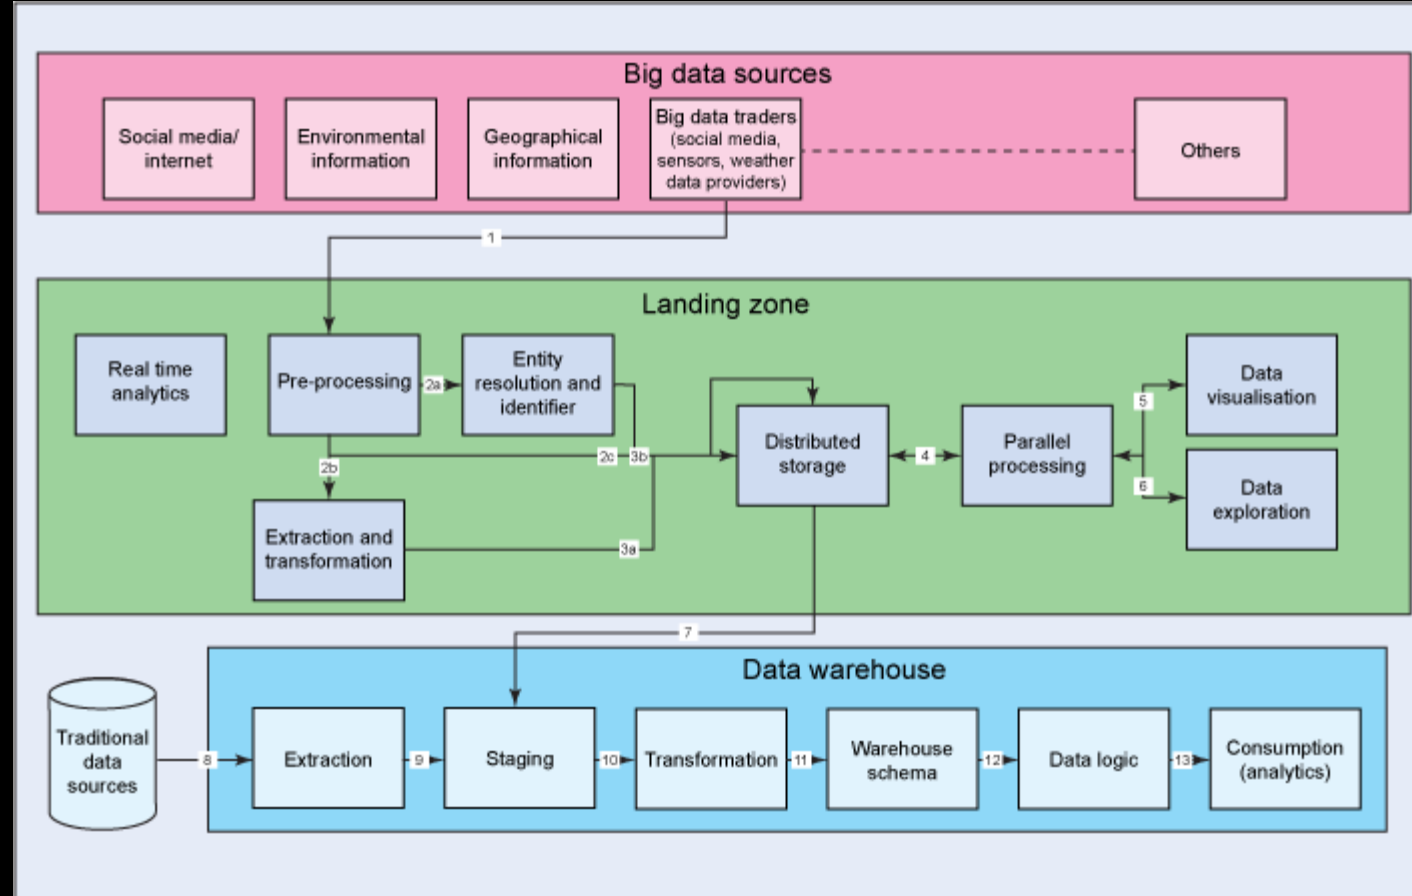 Big data sources
Social media/
internet
Environmental
information
Geographical
information
Big data traders
(social media,
sensors, weather
data providers)
Others
1
Landing zone
Real time
analytics
Pre-processing
2a
Entity
resolution and
identifier
2b
2c
3b
Extraction and
transformation
3a
Distributed
storage
4
Parallel
processing
5
6
Data
visualisation
Data
exploration
7
Data warehouse
Traditional
data
sources
8
Extraction
9
Staging
10
Transformation
11
Warehouse
schema
12
Data logic
13
Consumption
(analytics)